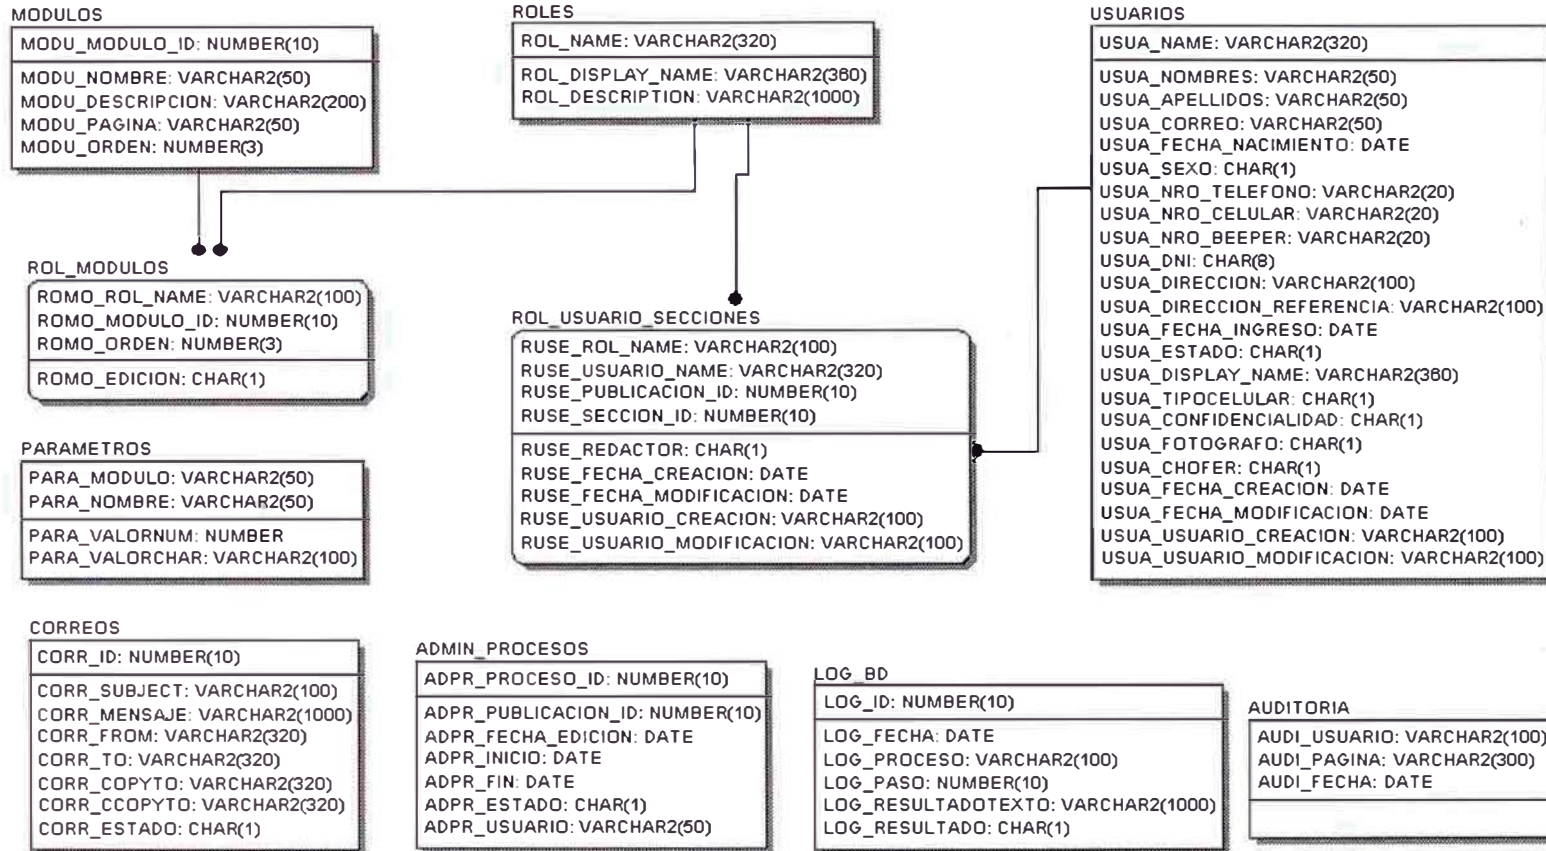 MODULOS
MODU_MODULO_ID: NUMBER(10)
MODU_NOMBRE: VARCHAR2(50)
MODU_DESCRIPCION: VARCHAR2(200)
MODU_PAGINA: VARCHAR2(50)
MODU_ORDEN: NUMBER(3)
ROLES
ROL_NAME: VARCHAR2(320)
ROL_DISPLAY_NAME: VARCHAR2(360)
ROL_DESCRIPTION: VARCHAR2(1000)
USUARIOS
USUA_NAME: VARCHAR2(320)
USUA_NOMBRES: VARCHAR2(50)
USUA_APELLIDOS: VARCHAR2(50)
USUA_CORREO: VARCHAR2(50)
USUA_FECHA_NACIMIENTO: DATE
USUA_SEXO: CHAR(1)
USUA_NRO_TELEFONO: VARCHAR2(20)
USUA_NRO_CELULAR: VARCHAR2(20)
USUA_NRO_BEEPER: VARCHAR2(20)
USUA_DNI: CHAR(8)
USUA_DIRECCION: VARCHAR2(100)
USUA_DIRECCION_REFERENCIA: VARCHAR2(100)
USUA_FECHA_INGRESO: DATE
USUA_ESTADO: CHAR(1)
USUA_DISPLAY_NAME: VARCHAR2(360)
USUA_TIPOCELULAR: CHAR(1)
USUA_CONFIDENCIALIDAD: CHAR(1)
USUA_FOTOGRAFO: CHAR(1)
USUA_CHOFER: CHAR(1)
USUA_FECHA_CREACION: DATE
USUA_FECHA_MODIFICACION: DATE
USUA_USUARIO_CREACION: VARCHAR2(100)
USUA_USUARIO_MODIFICACION: VARCHAR2(100)
ROL_MODULOS
ROMO_ROL_NAME: VARCHAR2(100)
ROMO_MODULO_ID: NUMBER(10)
ROMO_ORDEN: NUMBER(3)
ROMO_EDICION: CHAR(1)
ROL_USUARIO_SECCIONES
RUSE_ROL_NAME: VARCHAR2(100)
RUSE_USUARIO_NAME: VARCHAR2(320)
RUSE_PUBLICACION_ID: NUMBER(10)
RUSE_SECCION_ID: NUMBER(10)
RUSE_REDACTOR: CHAR(1)
RUSE_FECHA_CREACION: DATE
RUSE_FECHA_MODIFICACION: DATE
RUSE_USUARIO_CREACION: VARCHAR2(100)
RUSE_USUARIO_MODIFICACION: VARCHAR2(100)
PARAMETROS
PARA_MODULO: VARCHAR2(50)
PARA_NOMBRE: VARCHAR2(50)
PARA_VALORNUM: NUMBER
PARA_VALORCHAR: VARCHAR2(100)
CORREOS
CORR_ID: NUMBER(10)
CORR_SUBJECT: VARCHAR2(100)
CORR_MENSAJE: VARCHAR2(1000)
CORR_FROM: VARCHAR2(320)
CORR_TO: VARCHAR2(320)
CORR_COPYTO: VARCHAR2(320)
CORR_CCOPYTO: VARCHAR2(320)
CORR_ESTADO: CHAR(1)
ADMIN_PROCESOS
ADPR_PROCESO_ID: NUMBER(10)
ADPR_PUBLICACION_ID: NUMBER(10)
ADPR_FECHA_EDICION: DATE
ADPR_INICIO: DATE
ADPR_FIN: DATE
ADPR_ESTADO: CHAR(1)
ADPR_USUARIO: VARCHAR2(50)
LOG_BD
LOG_ID: NUMBER(10)
LOG_FECHA: DATE
LOG_PROCESO: VARCHAR2(100)
LOG_PASO: NUMBER(10)
LOG_RESULTADOTEXTO: VARCHAR2(1000)
LOG_RESULTADO: CHAR(1)
AUDITORIA
AUDI_USUARIO: VARCHAR2(100)
AUDI_PAGINA: VARCHAR2(300)
AUDI_FECHA: DATE